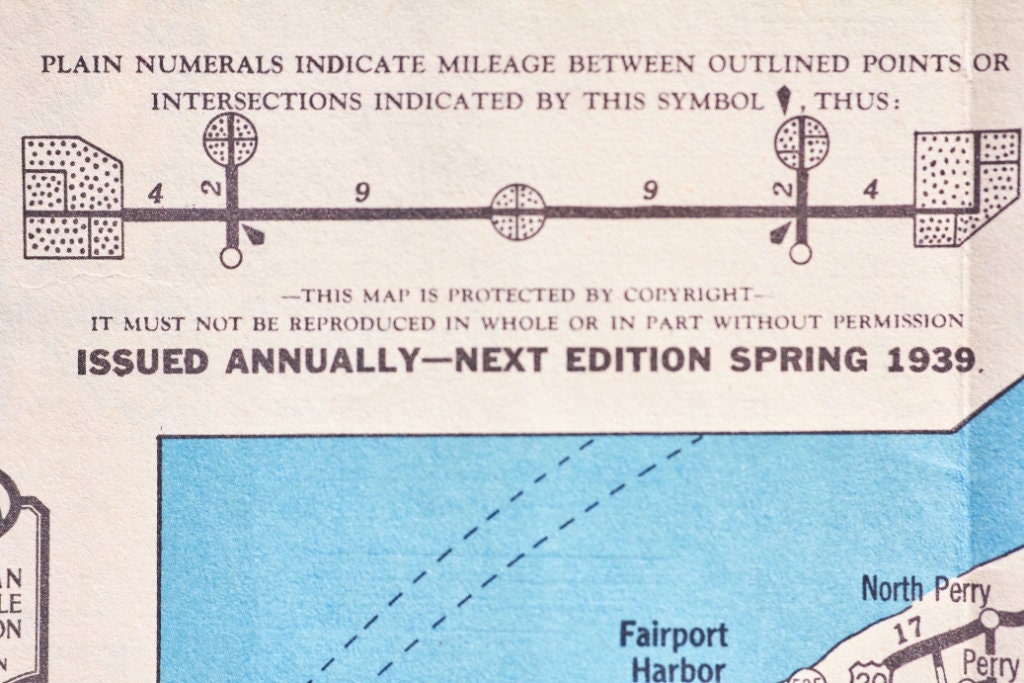 PLAIN NUMERALS INDICATE MILEAGE BETWEEN OUTLINED POINTS OR
INTERSECTIONS INDICATED BY THIS SYMBOL , THUS:
4 2 9 9 2 4
—THIS MAP IS PROTECTED BY COPYRIGHT—
IT MUST NOT BE REPRODUCED IN WHOLE OR IN PART WITHOUT PERMISSION
ISSUED ANNUALLY—NEXT EDITION SPRING 1939.
North Perry
17
Fairport
Harbor
20
Perry